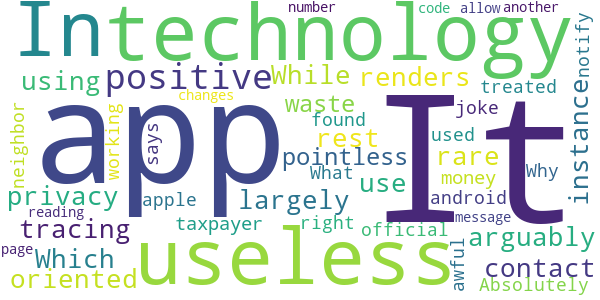 In technology number code allow another
using positive While renders notify
neighbor working changes says app It waste found joke treated instance
rest used
pointless rare Why
privacy apple What use money android
largely
reading tracing taxpayer right official message arguably
page Which useless awful contact
oriented Absolutely